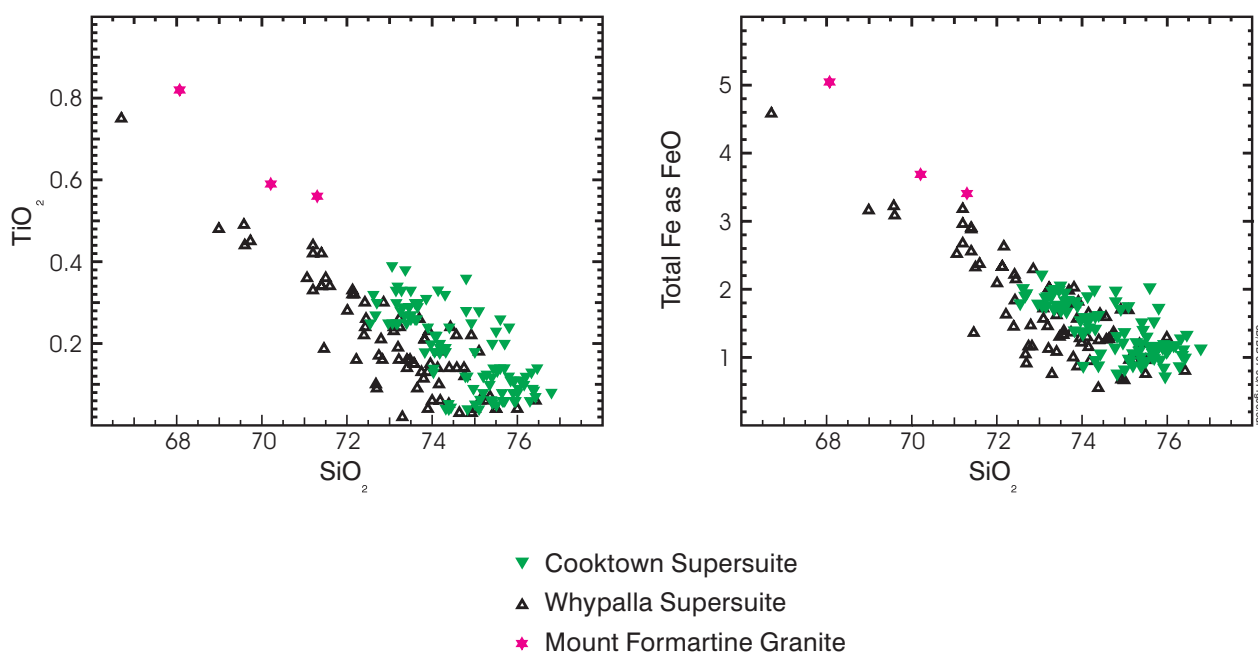 0.8
0.6
0.4
0.2
TiO2
68 70 72 74 76
SiO2
5
4
3
2
1
Total Fe as FeO
68 70 72 74 76
SiO2
Cooktown Supersuite
Whypalla Supersuite
Mount Formartine Granite